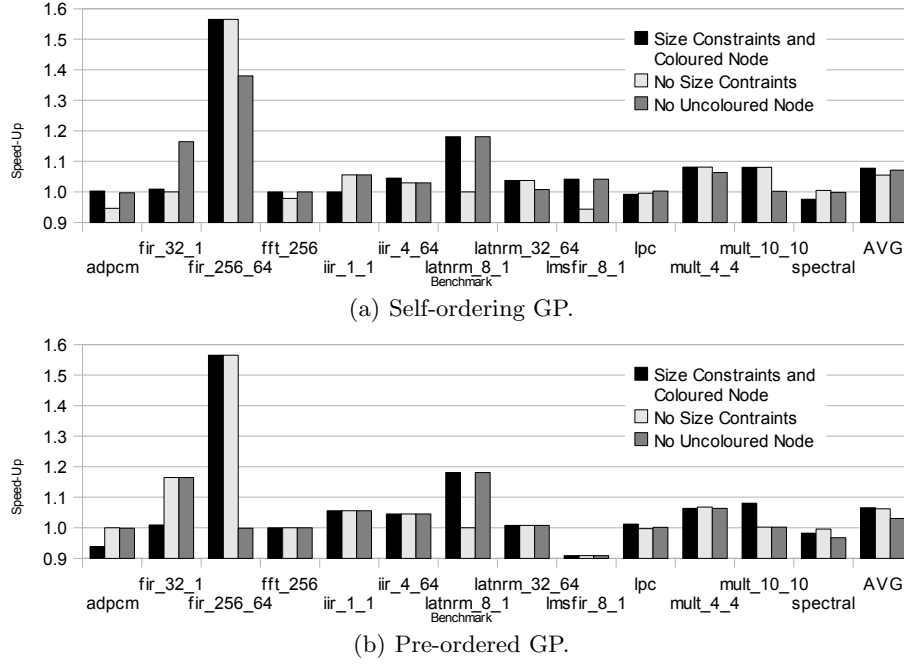 1.6
1.5
1.4
1.3
1.2
1.1
1.0
0.9
Speed-Up
Size Constraints and
Coloured Node
No Size Contraints
No Uncoloured Node
fir_32_1 fft_256 iir_4_64 latnrm_32_64 lpc mult_10_10 AVG
adpcm fir_256_64 iir_1_1 latnrm_8_1 lmsfir_8_1 mult_4_4 spectral
Benchmark
(a) Self-ordering GP.
1.6
1.5
1.4
1.3
1.2
1.1
1.0
0.9
Speed-Up
Size Constraints and
Coloured Node
No Size Contraints
No Uncoloured Node
fir_32_1 fft_256 iir_4_64 latnrm_32_64 lpc mult_10_10 AVG
adpcm fir_256_64 iir_1_1 latnrm_8_1 lmsfir_8_1 mult_4_4 spectral
Benchmark
(b) Pre-ordered GP.